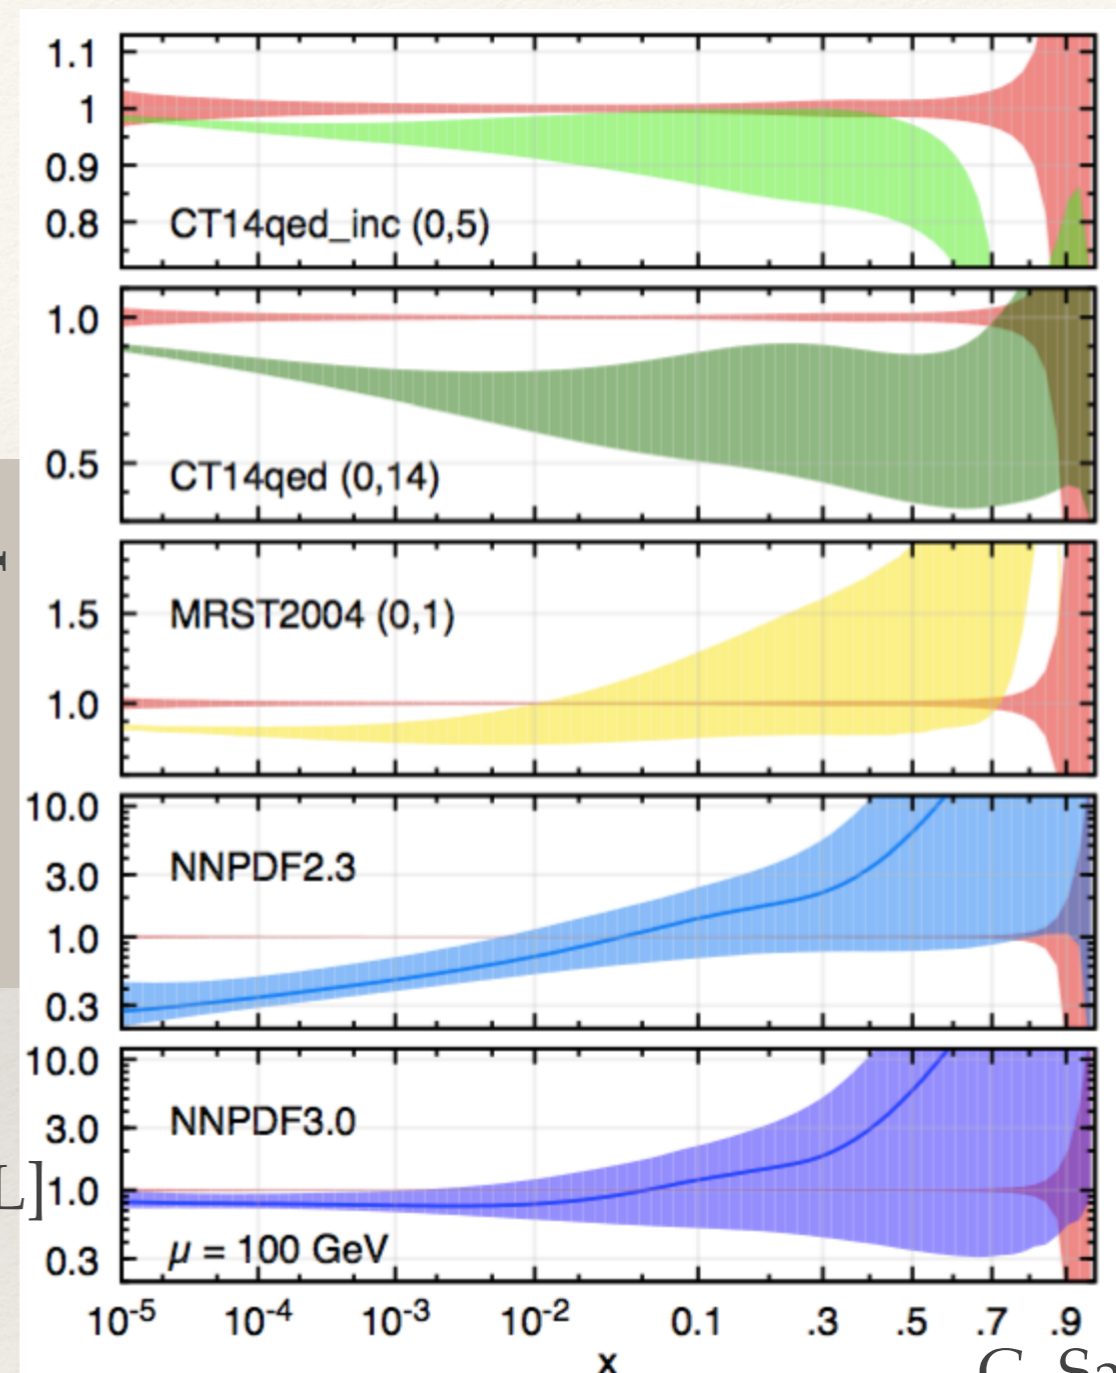 1.1
1
0.9
0.8
CT14qed_inc (0,5)
1.0
0.5
CT14qed (0,14)
1.5
1.0
MRST2004 (0,1)
10.0
3.0
1.0
0.3
NNPDF2.3
10.0
3.0
1.0
0.3
NNPDF3.0
L]
μ = 100 GeV
10⁻⁵ 10⁻⁴ 10⁻³ 10⁻² 0.1 .3 .5 .7 .9
x